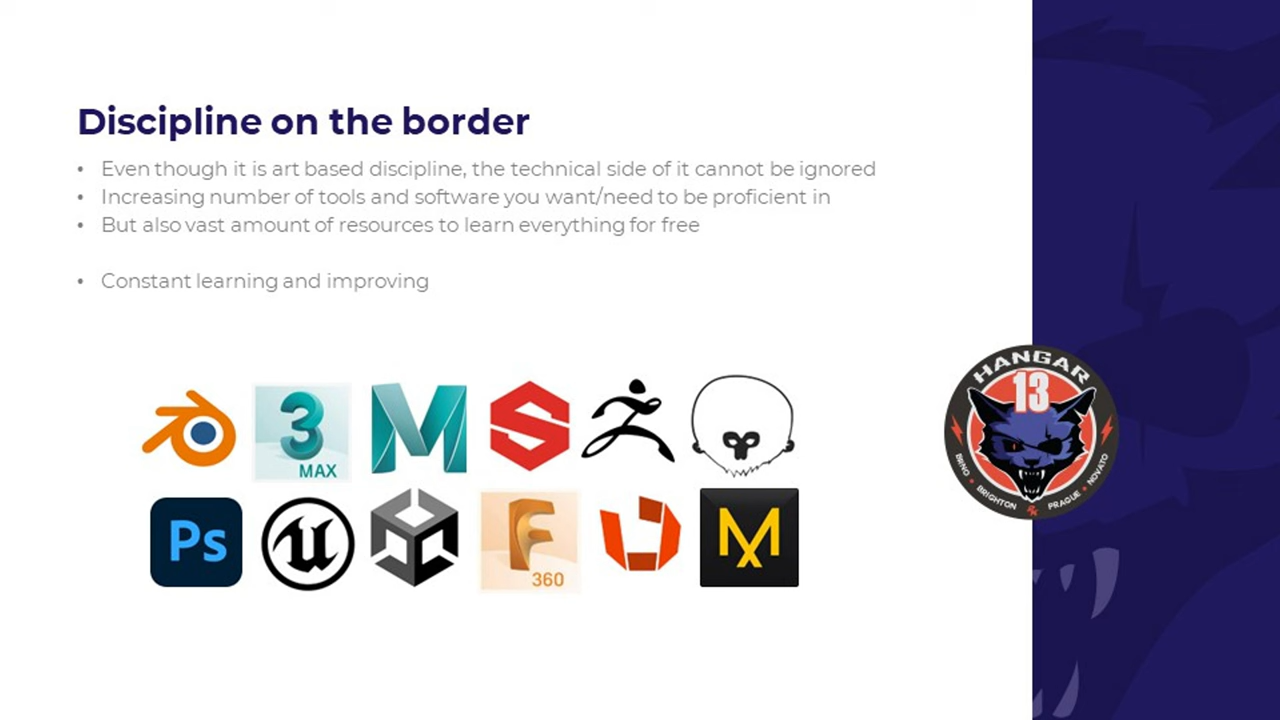 Discipline on the border
• Even though it is art based discipline, the technical side of it cannot be ignored
• Increasing number of tools and software you want/need to be proficient in
• But also vast amount of resources to learn everything for free
• Constant learning and improving
3
MAX
M
S
Ps
U
F
360
M
HANGAR
13
BRNO • BRIGHTON 2K PRAGUE • NOVATO